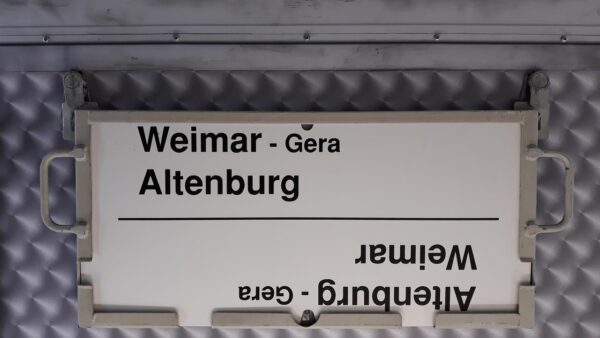 Weimar - Gera
Altenburg
Altenburg - Gera
Weimar